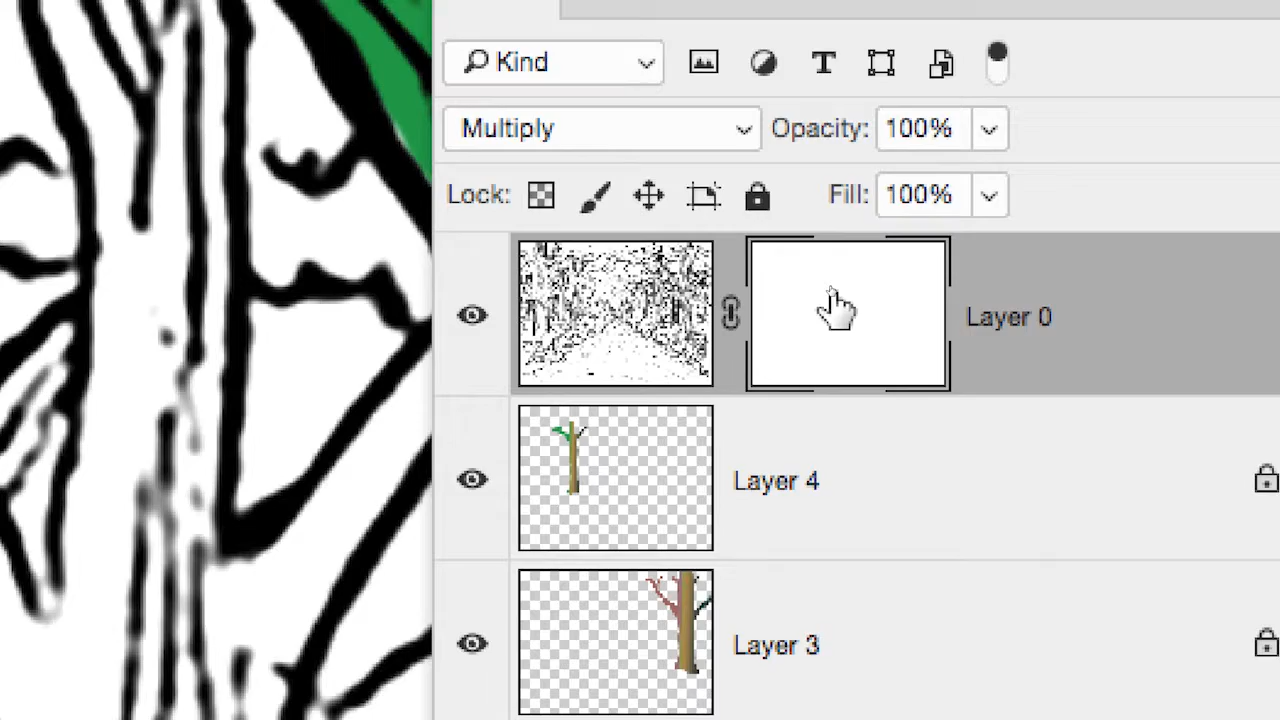 Kind
Multiply Opacity: 100%
Lock: Fill: 100%
Layer 0
Layer 4
Layer 3